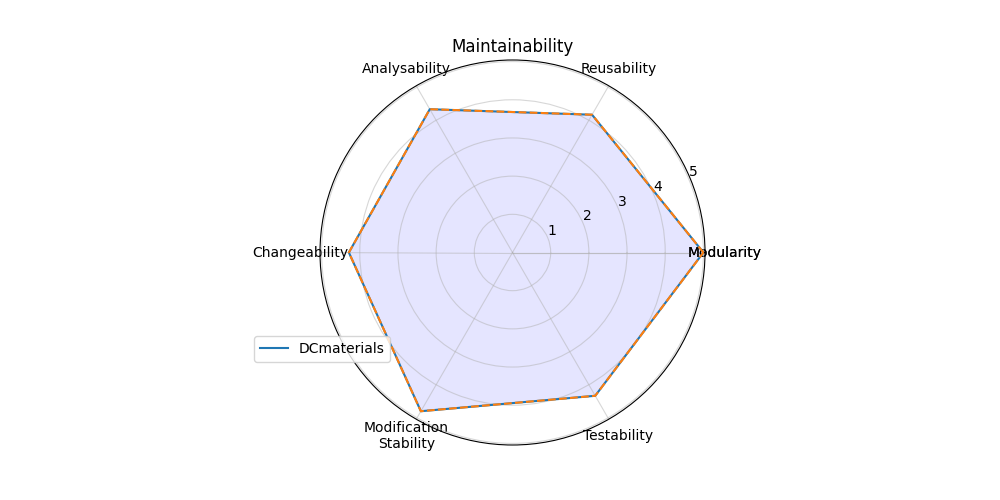 Maintainability
Analysability
Reusability
5
4
3
2
1
Changeability
Modularity
DCmaterials
Modification
Stability
Testability